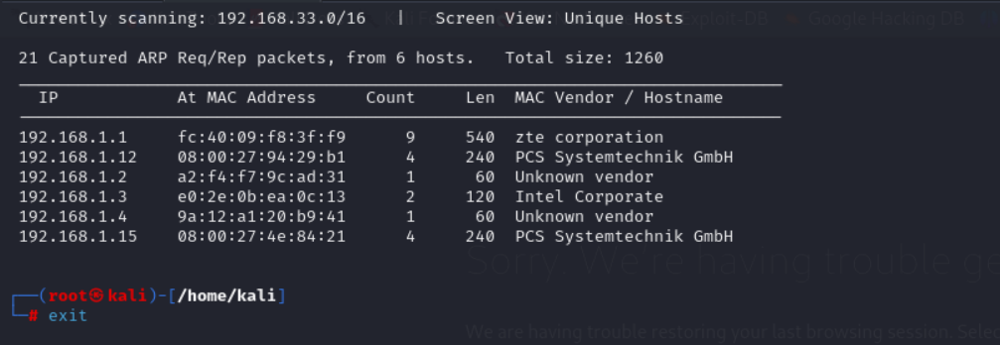 Currently scanning: 192.168.33.0/16   |   Screen View: Unique Hosts
Exploit-DB   Google Hacking DB
21 Captured ARP Req/Rep packets, from 6 hosts.   Total size: 1260
IP            At MAC Address     Count     Len  MAC Vendor / Hostname
192.168.1.1     fc:40:09:f8:3f:f9      9     540  zte corporation
192.168.1.12    08:00:27:94:29:b1      4     240  PCS Systemtechnik GmbH
192.168.1.2     a2:f4:f7:9c:ad:31      1      60  Unknown vendor
192.168.1.3     e0:2e:0b:ea:0c:13      2     120  Intel Corporate
192.168.1.4     9a:12:a1:20:b9:41      1      60  Unknown vendor
192.168.1.15    08:00:27:4e:84:21      4     240  PCS Systemtechnik GmbH
Sorry. We're having trouble ge
┌──(root㉿kali)-[/home/kali]
└─# exit
We are having trouble restoring your last browsing session. Selec